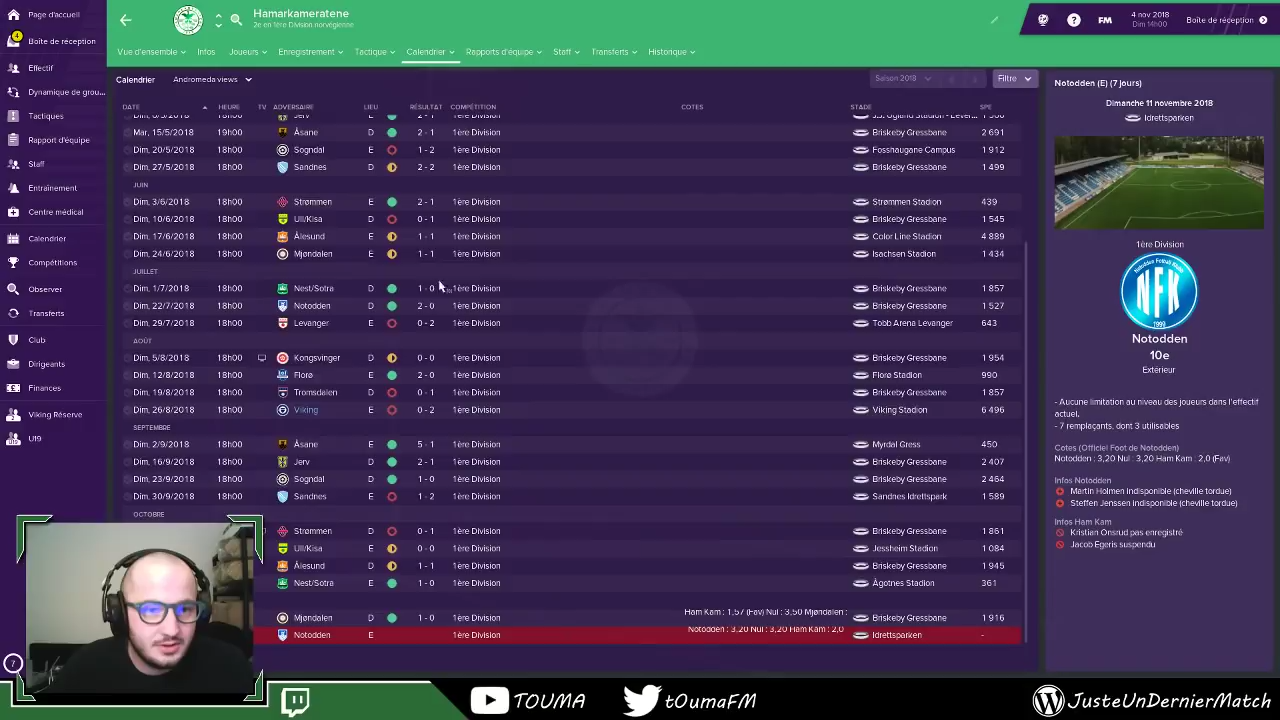 Page d'accueil
4 Boîte de réception
Effectif
Dynamique de grou...
Tactiques
Rapport d'équipe
Staff
Entraînement
Centre médical
Calendrier
Compétitions
Observer
Transferts
Club
Dirigeants
Finances
Viking Réserve
U19
Hamarkameratene
2e en 1ère Division norvégienne
? FM 4 nov 2018 Dim 14h00 Boîte de réception
Vue d'ensemble Infos Joueurs Enregistrement Tactique Calendrier Rapports d'équipe Staff Transferts Historique
Calendrier Andromeda views Saison 2018 Filtre
DATE HEURE TV ADVERSAIRE LIEU RÉSULTAT COMPÉTITION COTES STADE SPE
Dim, 6/5/2018 18h00 Jerv E 2 - 1 1ère Division J.J. Ugland Stadion - Lever...
Mar, 15/5/2018 19h00 Åsane D 2 - 1 1ère Division Briskeby Gressbane 2 691
Dim, 20/5/2018 18h00 Sogndal E 1 - 2 1ère Division Fosshaugane Campus 1 912
Dim, 27/5/2018 18h00 Sandnes D 2 - 2 1ère Division Briskeby Gressbane 1 499
JUIN
Dim, 3/6/2018 18h00 Strømmen E 2 - 1 1ère Division Strømmen Stadion 439
Dim, 10/6/2018 18h00 Ull/Kisa D 0 - 1 1ère Division Briskeby Gressbane 1 545
Dim, 17/6/2018 18h00 Ålesund E 1 - 1 1ère Division Color Line Stadion 4 889
Dim, 24/6/2018 18h00 Mjøndalen E 1 - 1 1ère Division Isachsen Stadion 1 434
JUILLET
Dim, 1/7/2018 18h00 Nest/Sotra D 1 - 0 1ère Division Briskeby Gressbane 1 857
Dim, 22/7/2018 18h00 Notodden D 2 - 0 1ère Division Briskeby Gressbane 1 527
Dim, 29/7/2018 18h00 Levanger E 0 - 2 1ère Division Tobb Arena Levanger 643
AOÛT
Dim, 5/8/2018 18h00 Kongsvinger D 0 - 0 1ère Division Briskeby Gressbane 1 954
Dim, 12/8/2018 18h00 Florø E 2 - 0 1ère Division Florø Stadion 990
Dim, 19/8/2018 18h00 Tromsdalen D 0 - 1 1ère Division Briskeby Gressbane 1 857
Dim, 26/8/2018 18h00 Viking E 0 - 2 1ère Division Viking Stadion 6 496
SEPTEMBRE
Dim, 2/9/2018 18h00 Åsane E 5 - 1 1ère Division Myrdal Gress 450
Dim, 16/9/2018 18h00 Jerv D 2 - 1 1ère Division Briskeby Gressbane 2 407
Dim, 23/9/2018 18h00 Sogndal D 1 - 0 1ère Division Briskeby Gressbane 2 464
Dim, 30/9/2018 18h00 Sandnes E 1 - 2 1ère Division Sandnes Idrettspark 1 589
OCTOBRE
Strømmen D 0 - 1 1ère Division Briskeby Gressbane 1 861
Ull/Kisa E 0 - 0 1ère Division Jessheim Stadion 1 084
Ålesund D 1 - 1 1ère Division Briskeby Gressbane 1 945
Nest/Sotra E 1 - 0 1ère Division Ågotnes Stadion 361
Mjøndalen D 1 - 0 1ère Division Ham Kam : 1,57 (Fav) Nul : 3,50 Mjøndalen : Briskeby Gressbane 1 916
Notodden E 1ère Division Notodden : 3,20 Nul : 3,20 Ham Kam : 2,0 Idrettsparken -
Notodden (E) (7 jours)
Dimanche 11 novembre 2018
Idrettsparken
1ère Division
Notodden Fotball Klubb
NFK
1999
Notodden
10e
Extérieur
- Aucune limitation au niveau des joueurs dans l'effectif
actuel,
- 7 remplaçants, dont 3 utilisables
Cotes (Officiel Foot de Notodden)
Notodden : 3,20 Nul : 3,20 Ham Kam : 2,0 (Fav)
Infos Notodden
Martin Holmen indisponible (cheville tordue)
Steffen Jenssen indisponible (cheville tordue)
Infos Ham Kam
Kristian Onsrud pas enregistré
Jacob Egeris suspendu
?
TOUMA
tOumaFM
JusteUnDernierMatch